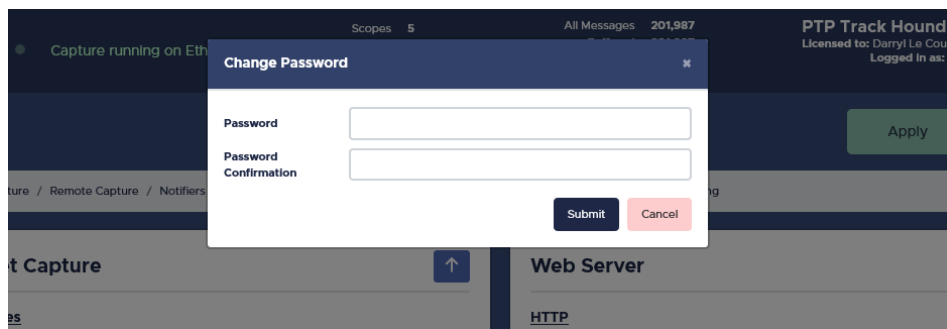 Scopes 5
All Messages 201,987
PTP Track Hound
Licensed to: Darryl Le Cou
Logged in as:
Capture running on Eth
Change Password
×
Password
Password
Confirmation
Apply
ture / Remote Capture / Notifiers
ng
Submit
Cancel
t Capture
↑
Web Server
es
HTTP